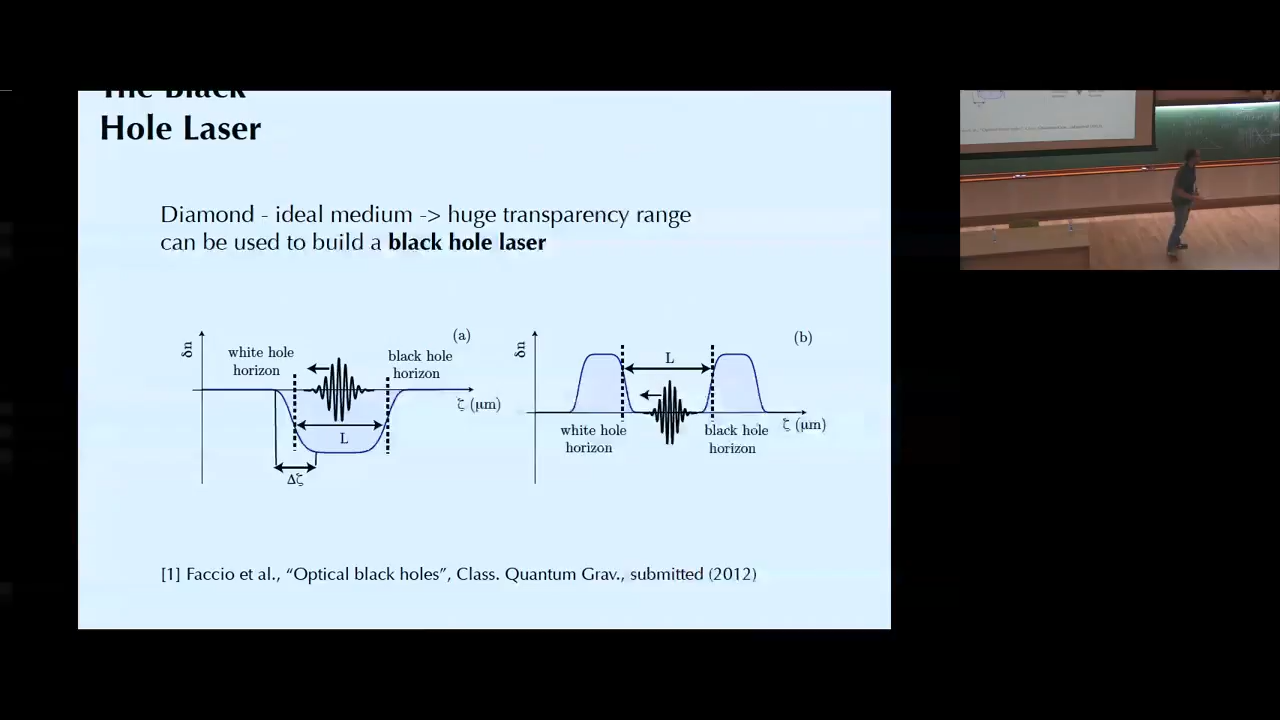 The Black
Hole Laser
Diamond - ideal medium -> huge transparency range
can be used to build a black hole laser
(a)
δn
white hole
horizon
black hole
horizon
ζ (μm)
L
Δζ
(b)
δn
L
white hole
horizon
black hole
horizon
ζ (μm)
[1] Faccio et al., “Optical black holes”, Class. Quantum Grav., submitted (2012)